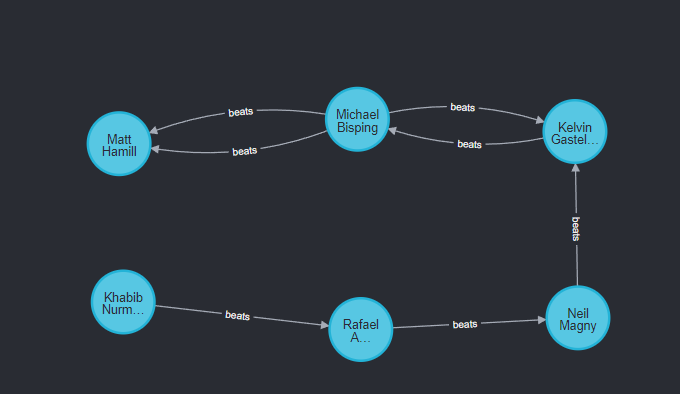 beats
Michael
Bisping
beats
Kelvin
Gastel...
Matt
Hamill
beats
beats
beats
Khabib
Nurm...
beats
Rafael
A...
beats
Neil
Magny